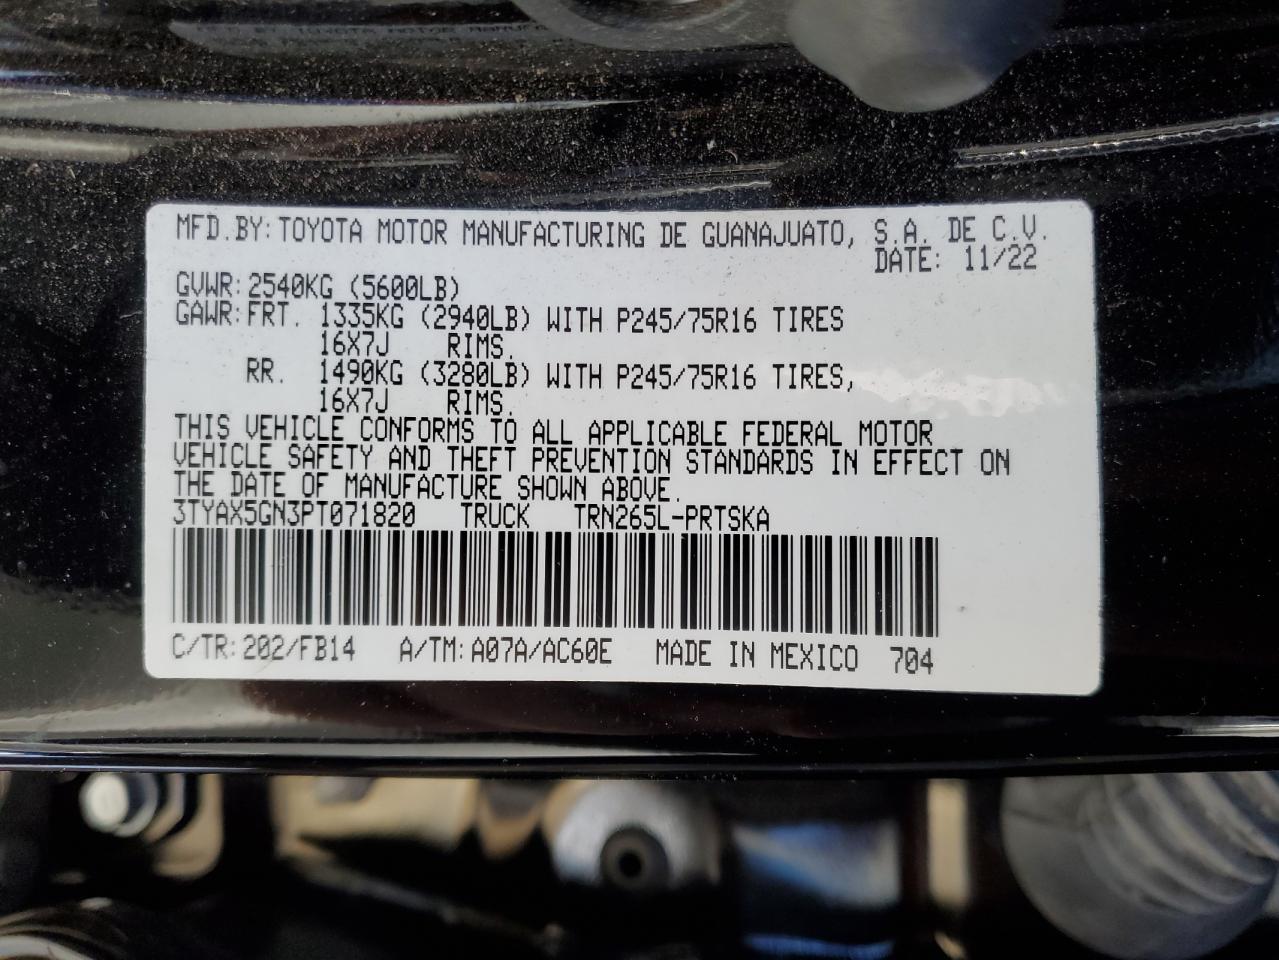 MFD.BY: TOYOTA MOTOR MANUFACTURING DE GUANAJUATO, S.A. DE C.V.
DATE: 11/22
GVWR: 2540KG (5600LB)
GAWR: FRT. 1335KG (2940LB) WITH P245/75R16 TIRES
16X7J RIMS.
RR. 1490KG (3280LB) WITH P245/75R16 TIRES,
16X7J RIMS.
THIS VEHICLE CONFORMS TO ALL APPLICABLE FEDERAL MOTOR
VEHICLE SAFETY AND THEFT PREVENTION STANDARDS IN EFFECT ON
THE DATE OF MANUFACTURE SHOWN ABOVE.
3TYAX5GN3PT071820 TRUCK TRN265L-PRTSKA
C/TR: 202/FB14 A/TM: A07A/AC60E MADE IN MEXICO 704